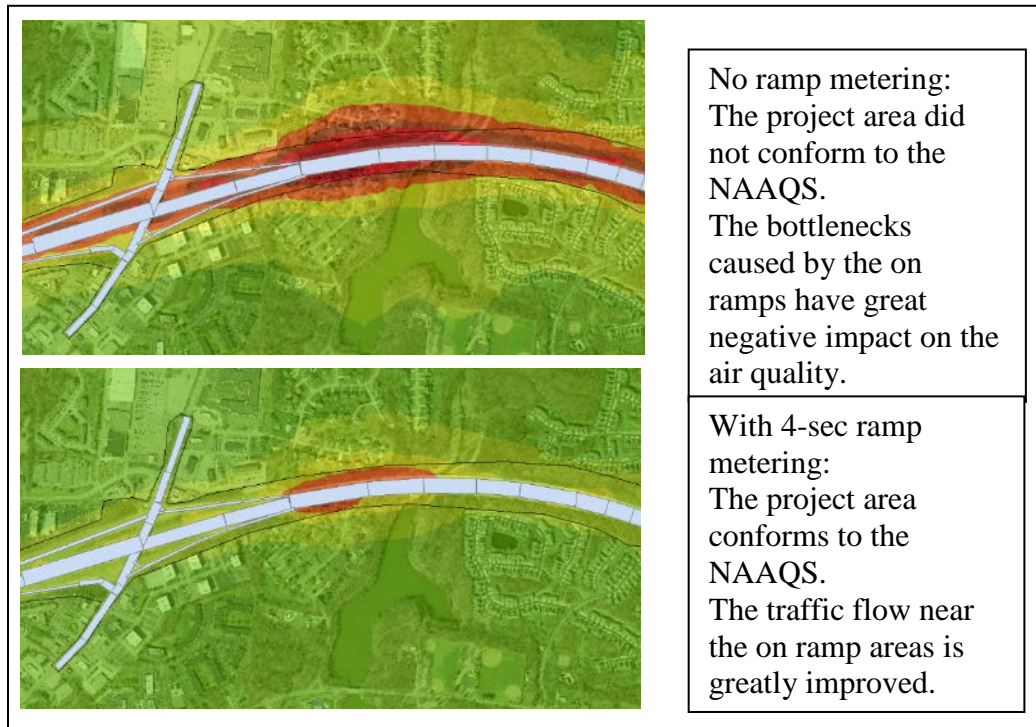 No ramp metering:
The project area did
not conform to the
NAAQS.
The bottlenecks
caused by the on
ramps have great
negative impact on the
air quality.
With 4-sec ramp
metering:
The project area
conforms to the
NAAQS.
The traffic flow near
the on ramp areas is
greatly improved.